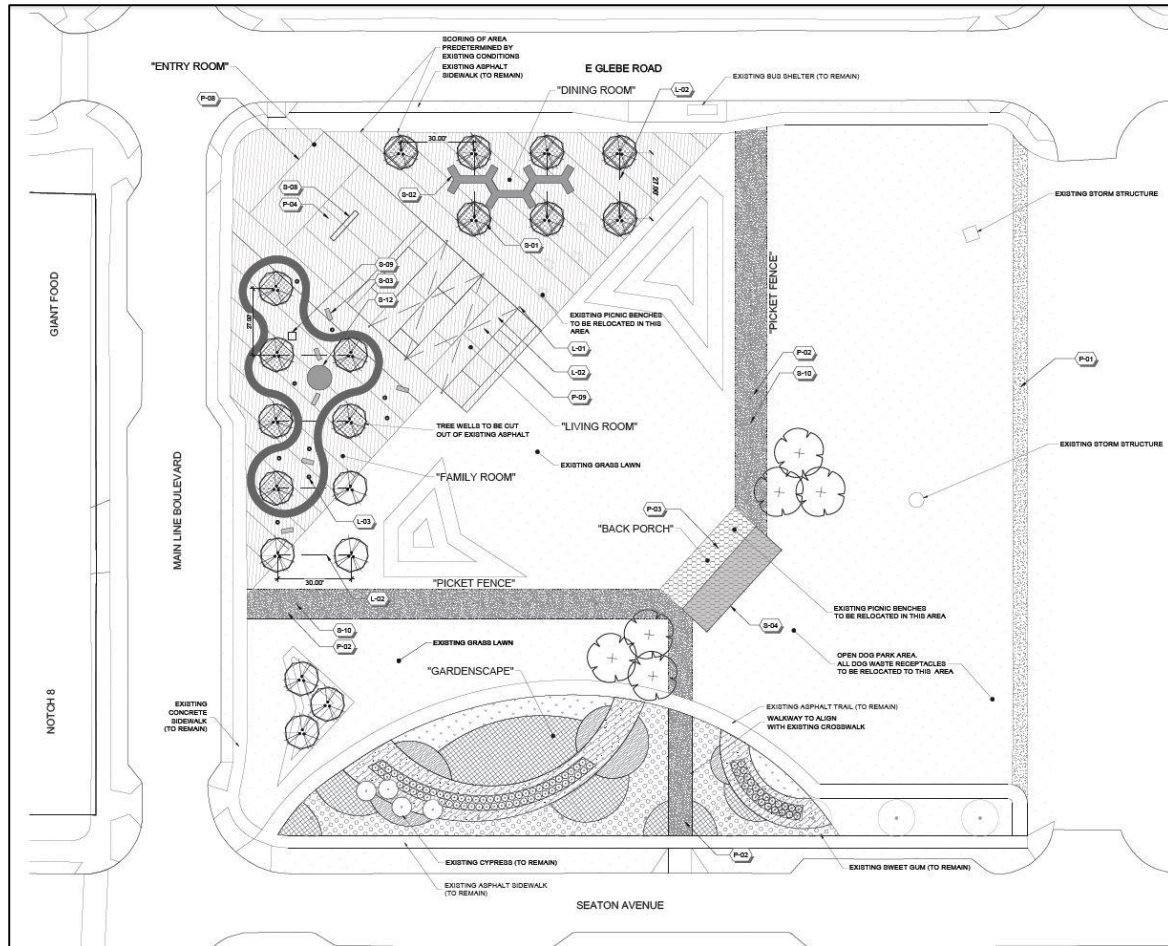 SCORING OF AREA
PREDETERMINED BY
EXISTING CONDITIONS
EXISTING ASPHALT
SIDEWALK (TO REMAIN)
E GLEBE ROAD
"ENTRY ROOM"
EXISTING BUS SHELTER (TO REMAIN)
"DINING ROOM"
L-02
P-08
30.00'
S-02
27.00'
S-08
P-04
EXISTING STORM STRUCTURE
S-01
S-09
S-03
S-12
GIANT FOOD
27.00'
EXISTING PICNIC BENCHES
TO BE RELOCATED IN THIS
AREA
"PICKET FENCE"
L-01
L-02
P-09
P-02
S-10
P-01
TREE WELLS TO BE CUT
OUT OF EXISTING ASPHALT
"LIVING ROOM"
EXISTING GRASS LAWN
EXISTING STORM STRUCTURE
"FAMILY ROOM"
MAIN LINE BOULEVARD
L-03
P-03
"BACK PORCH"
30.00'
"PICKET FENCE"
L-02
S-10
P-02
EXISTING PICNIC BENCHES
TO BE RELOCATED IN THIS AREA
S-04
EXISTING GRASS LAWN
OPEN DOG PARK AREA.
ALL DOG WASTE RECEPTACLES
TO BE RELOCATED TO THIS AREA
"GARDENSCAPE"
NOTCH 8
EXISTING
CONCRETE
SIDEWALK
(TO REMAIN)
EXISTING ASPHALT TRAIL (TO REMAIN)
WALKWAY TO ALIGN
WITH EXISTING CROSSWALK
P-02
EXISTING CYPRESS (TO REMAIN)
EXISTING SWEET GUM (TO REMAIN)
EXISTING ASPHALT SIDEWALK
(TO REMAIN)
SEATON AVENUE